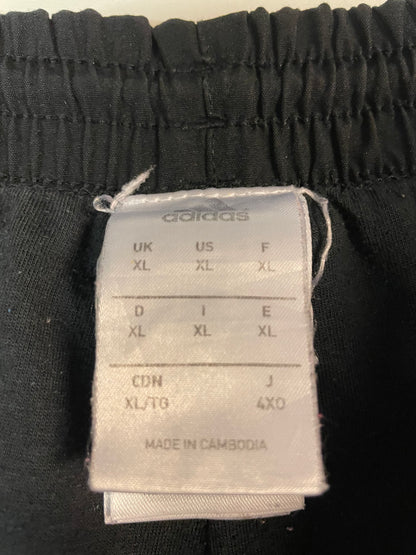 adidas
UK US F
XL XL XL
D I E
XL XL XL
CDN J
XL/TG 4XO
MADE IN CAMBODIA